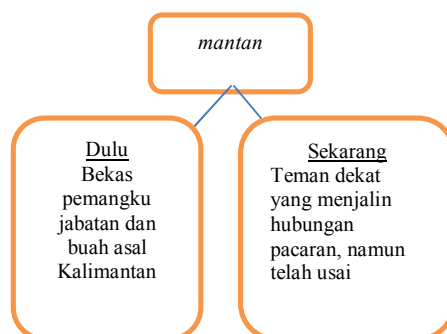 mantan
Dulu
Bekas
pemangku
jabatan dan
buah asal
Kalimantan
Sekarang
Teman dekat
yang menjalin
hubungan
pacaran, namun
telah usai